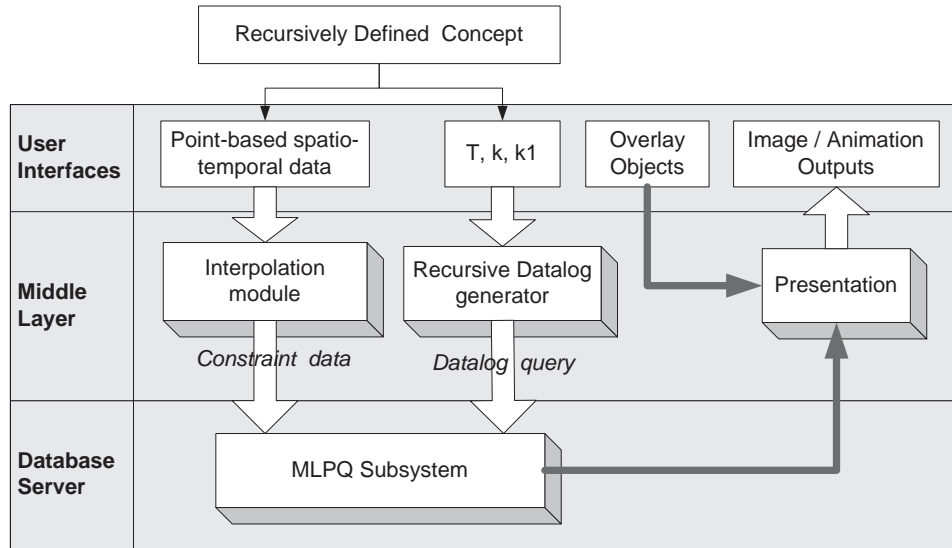 Recursively Defined Concept
User
Interfaces
Point-based spatio-
temporal data
T, k, k1
Overlay
Objects
Image / Animation
Outputs
Middle
Layer
Interpolation
module
Recursive Datalog
generator
Presentation
Constraint data
Datalog query
Database
Server
MLPQ Subsystem